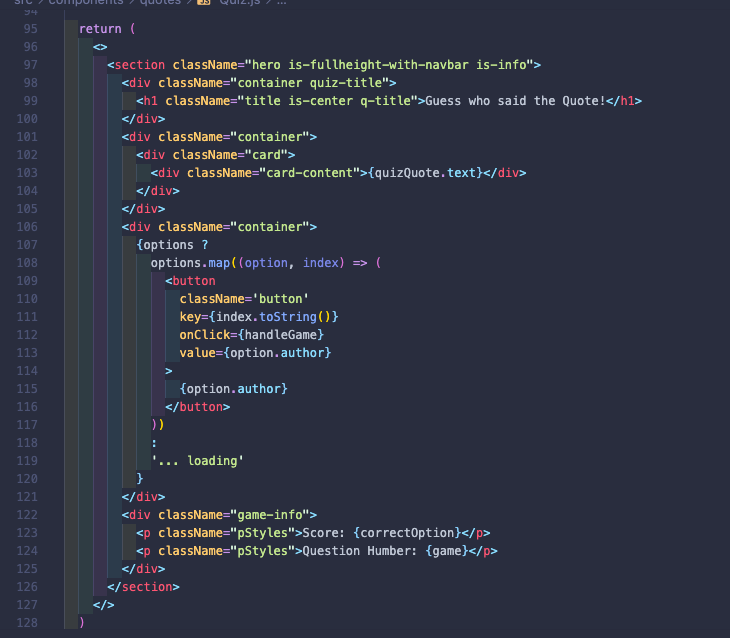 src > components > quotes > JS Quiz.js > ...
94
95 return (
96 <>
97 <section className="hero is-fullheight-with-navbar is-info">
98 <div className="container quiz-title">
99 <h1 className="title is-center q-title">Guess who said the Quote!</h1>
100 </div>
101 <div className="container">
102 <div className="card">
103 <div className="card-content">{quizQuote.text}</div>
104 </div>
105 </div>
106 <div className="container">
107 {options ?
108 options.map((option, index) => (
109 <button
110 className='button'
111 key={index.toString()}
112 onClick={handleGame}
113 value={option.author}
114 >
115 {option.author}
116 </button>
117 ))
118 :
119 '... loading'
120 }
121 </div>
122 <div className="game-info">
123 <p className="pStyles">Score: {correctOption}</p>
124 <p className="pStyles">Question Humber: {game}</p>
125 </div>
126 </section>
127 </>
128 )